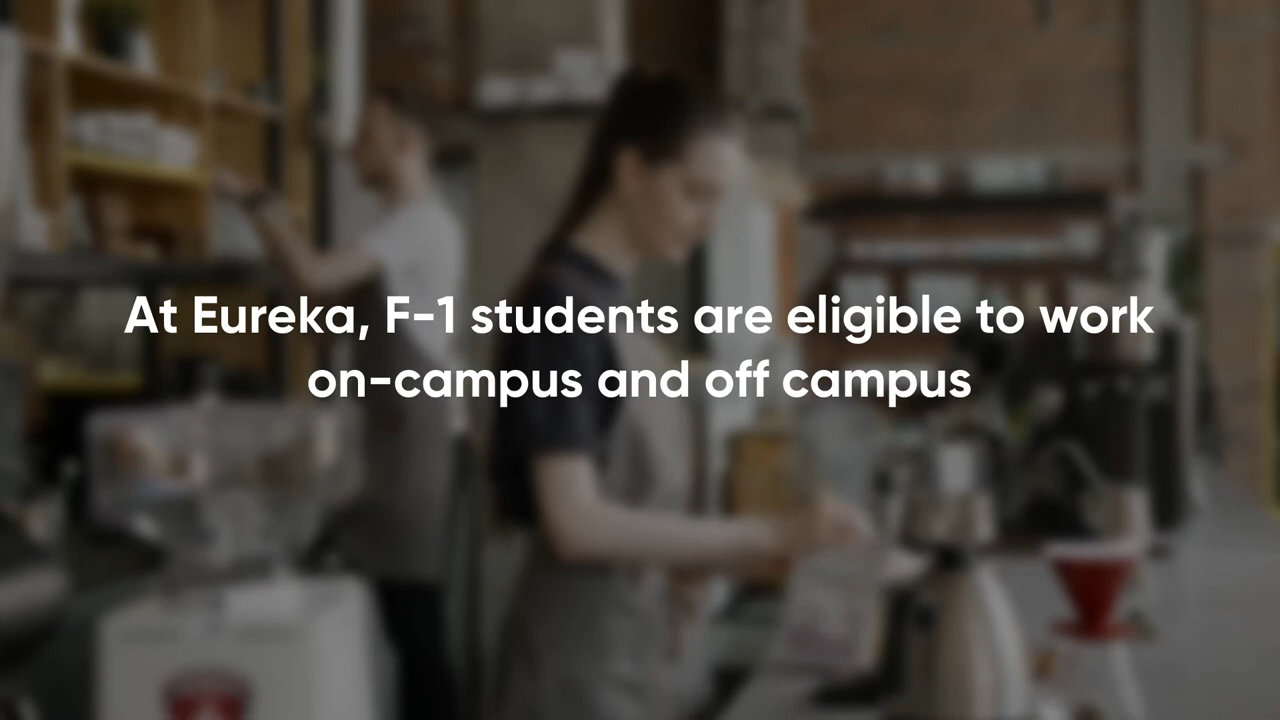 At Eureka, F-1 students are eligible to work
on-campus and off campus